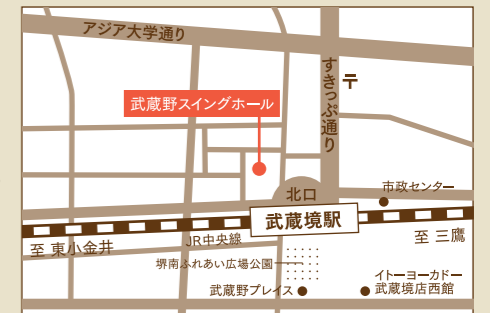 アジア大学通り
すきっぷ通り
〒
武蔵野スイングホール
北口
市政センター
武蔵境駅
至 東小金井
JR中央線
至 三鷹
堺南ふれあい広場公園
武蔵野プレイス
イトーヨーカドー
武蔵境店西館